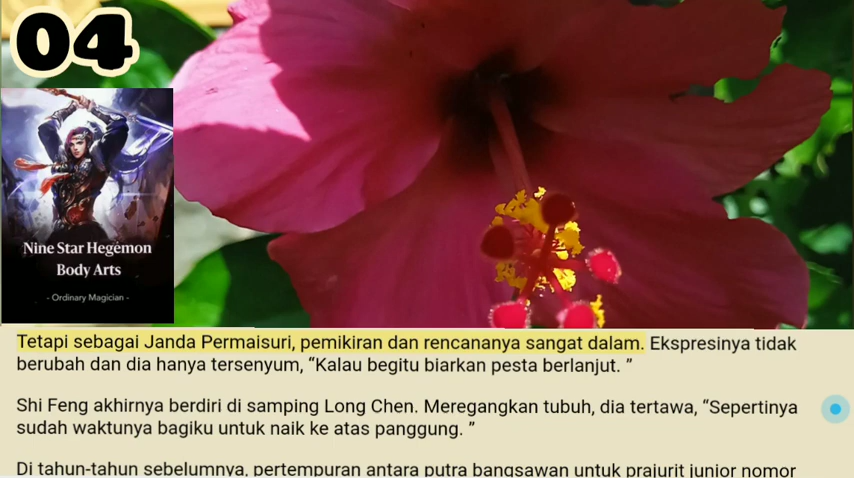 04
Nine Star Hegemon
Body Arts
- Ordinary Magician -
Tetapi sebagai Janda Permaisuri, pemikiran dan rencananya sangat dalam. Ekspresinya tidak
berubah dan dia hanya tersenyum, “Kalau begitu biarkan pesta berlanjut. ”
Shi Feng akhirnya berdiri di samping Long Chen. Meregangkan tubuh, dia tertawa, “Sepertinya
sudah waktunya bagiku untuk naik ke atas panggung. ”
Di tahun-tahun sebelumnya, pertempuran antara putra bangsawan untuk prajurit junior nomor